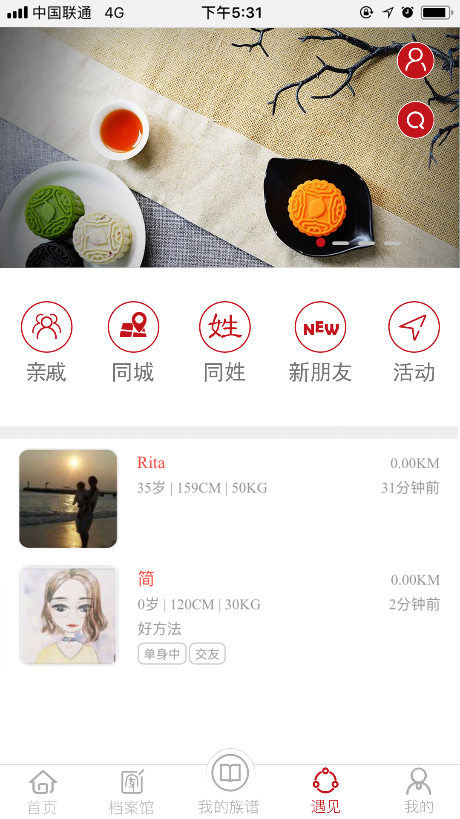 中国联通 4G 下午5:31
姓
NEW
亲戚 同城 同姓 新朋友 活动
Rita 0.00KM
35岁 | 159CM | 50KG 31分钟前
简 0.00KM
0岁 | 120CM | 30KG 2分钟前
好方法
单身中 交友
首页 档案馆 我的族谱 遇见 我的